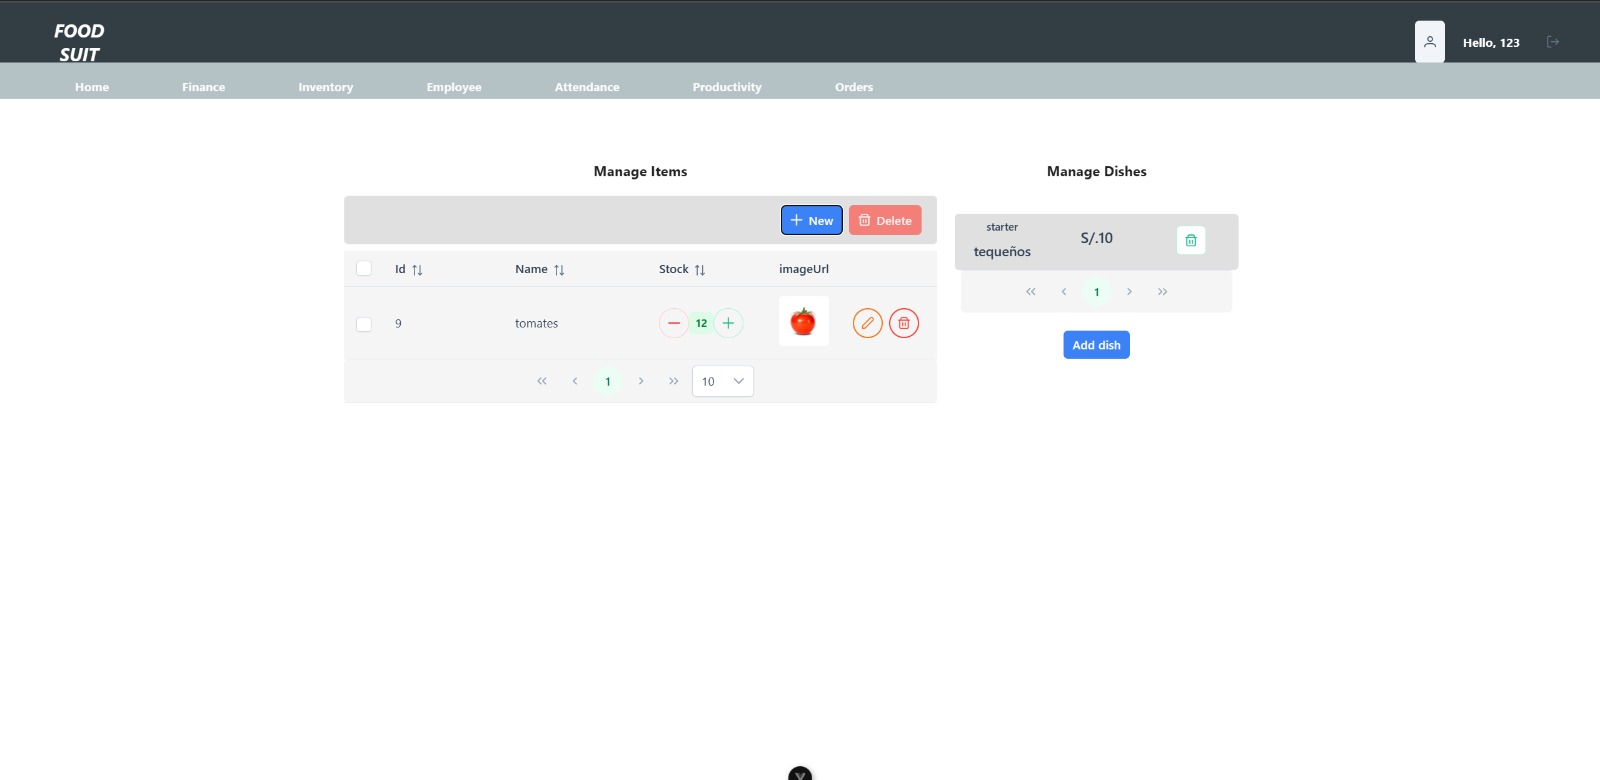 FOOD
SUIT
Hello, 123
Home Finance Inventory Employee Attendance Productivity Orders
Manage Items
New Delete
Id Name Stock imageUrl
9 tomates 12
1 10
Manage Dishes
starter
tequeños S/.10
1
Add dish